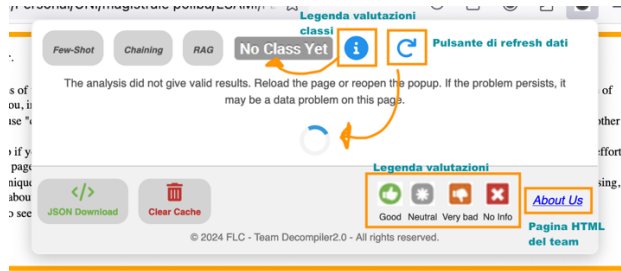 Legenda valutazioni
classi
Few-Shot
Chaining
RAG
No Class Yet
Pulsante di refresh dati
The analysis did not give valid results. Reload the page or reopen the popup. If the problem persists, it
may be a data problem on this page.
Legenda valutazioni
</>
JSON Download
Clear Cache
Good
Neutral
Very bad
No Info
About Us
Pagina HTML
del team
© 2024 FLC - Team Decompiler2.0 - All rights reserved.